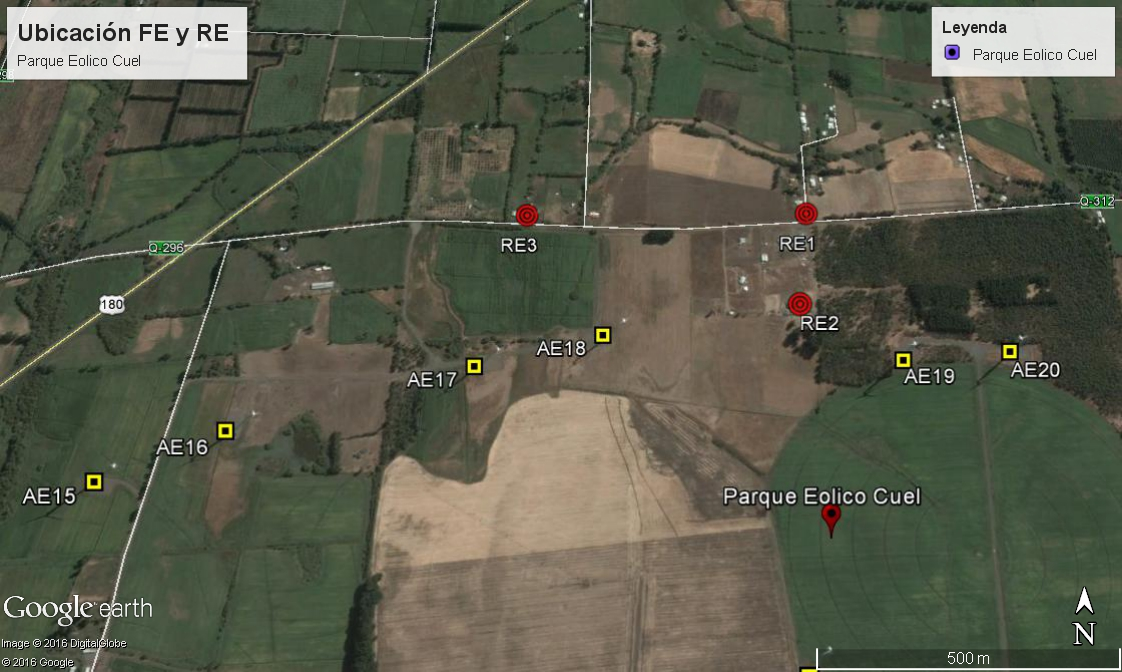 Ubicación FE y RE
Parque Eolico Cuel
Leyenda
Parque Eolico Cuel
Q-312
Q-296
RE3
RE1
180
RE2
AE18
AE17
AE19
AE20
AE16
AE15
Parque Eolico Cuel
Google earth
N
Image © 2016 DigitalGlobe
© 2016 Google
500 m